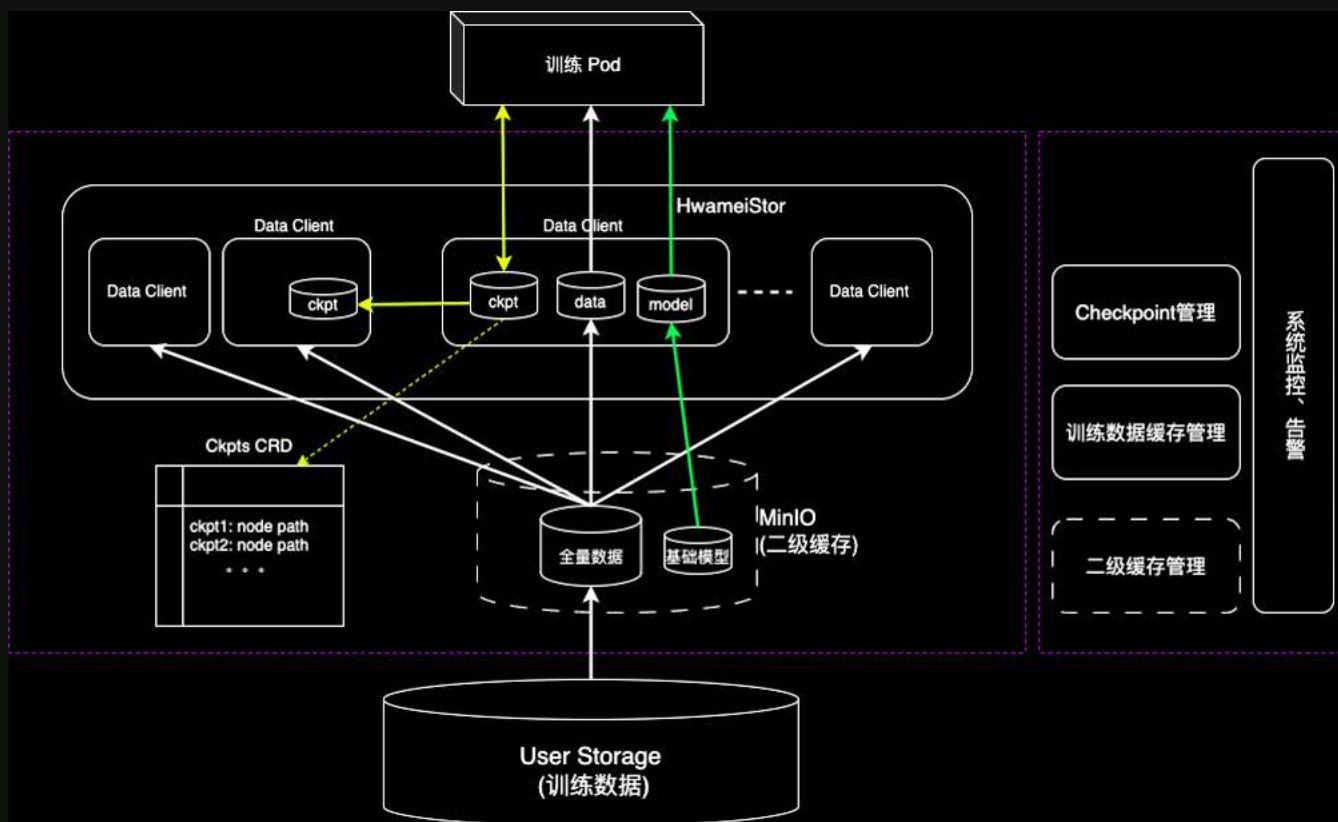 训练 Pod
HwameiStor
Data Client
Data Client
Data Client
Data Client
ckpt
ckpt
data
model
Ckpts CRD
ckpt1: node path
ckpt2: node path
全量数据
基础模型
MinIO
(二级缓存)
User Storage
(训练数据)
Checkpoint管理
训练数据缓存管理
二级缓存管理
系统监控、告警